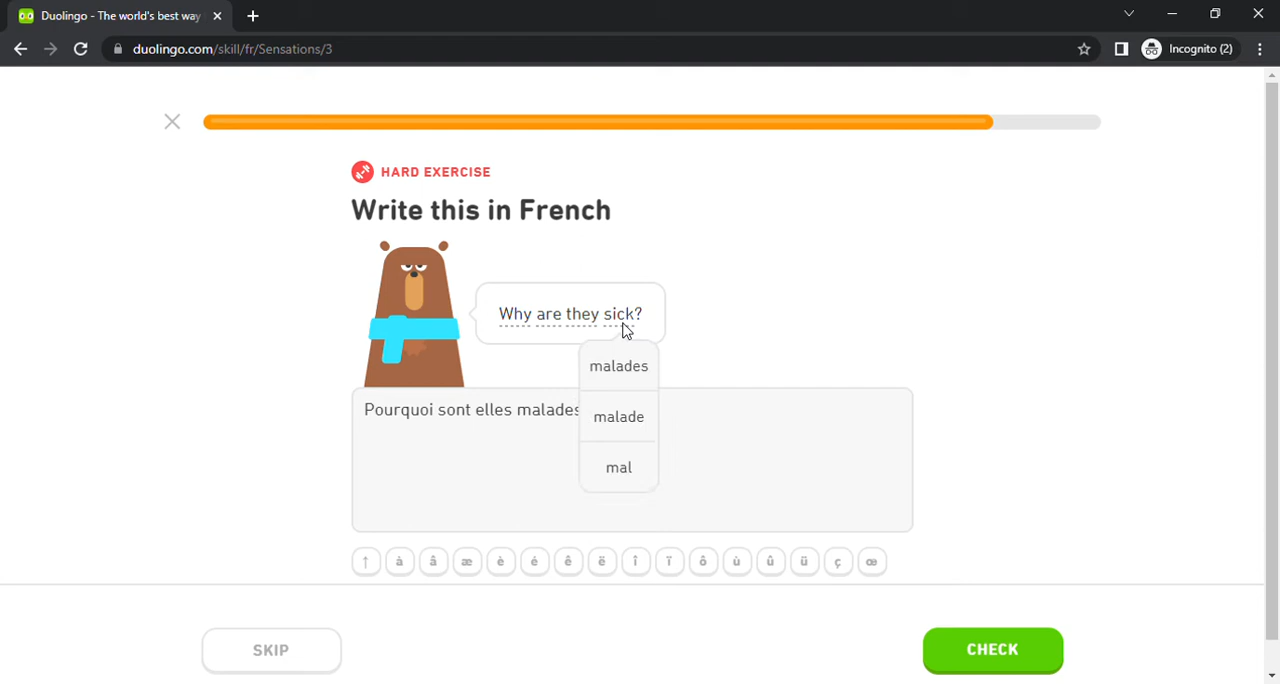 Duolingo - The world's best way
duolingo.com/skill/fr/Sensations/3
Incognito (2)
HARD EXERCISE
Write this in French
Why are they sick?
malades
malade
mal
Pourquoi sont elles malades
↑ à â æ è é ê ë î ï ô ù û ü ç œ
SKIP
CHECK